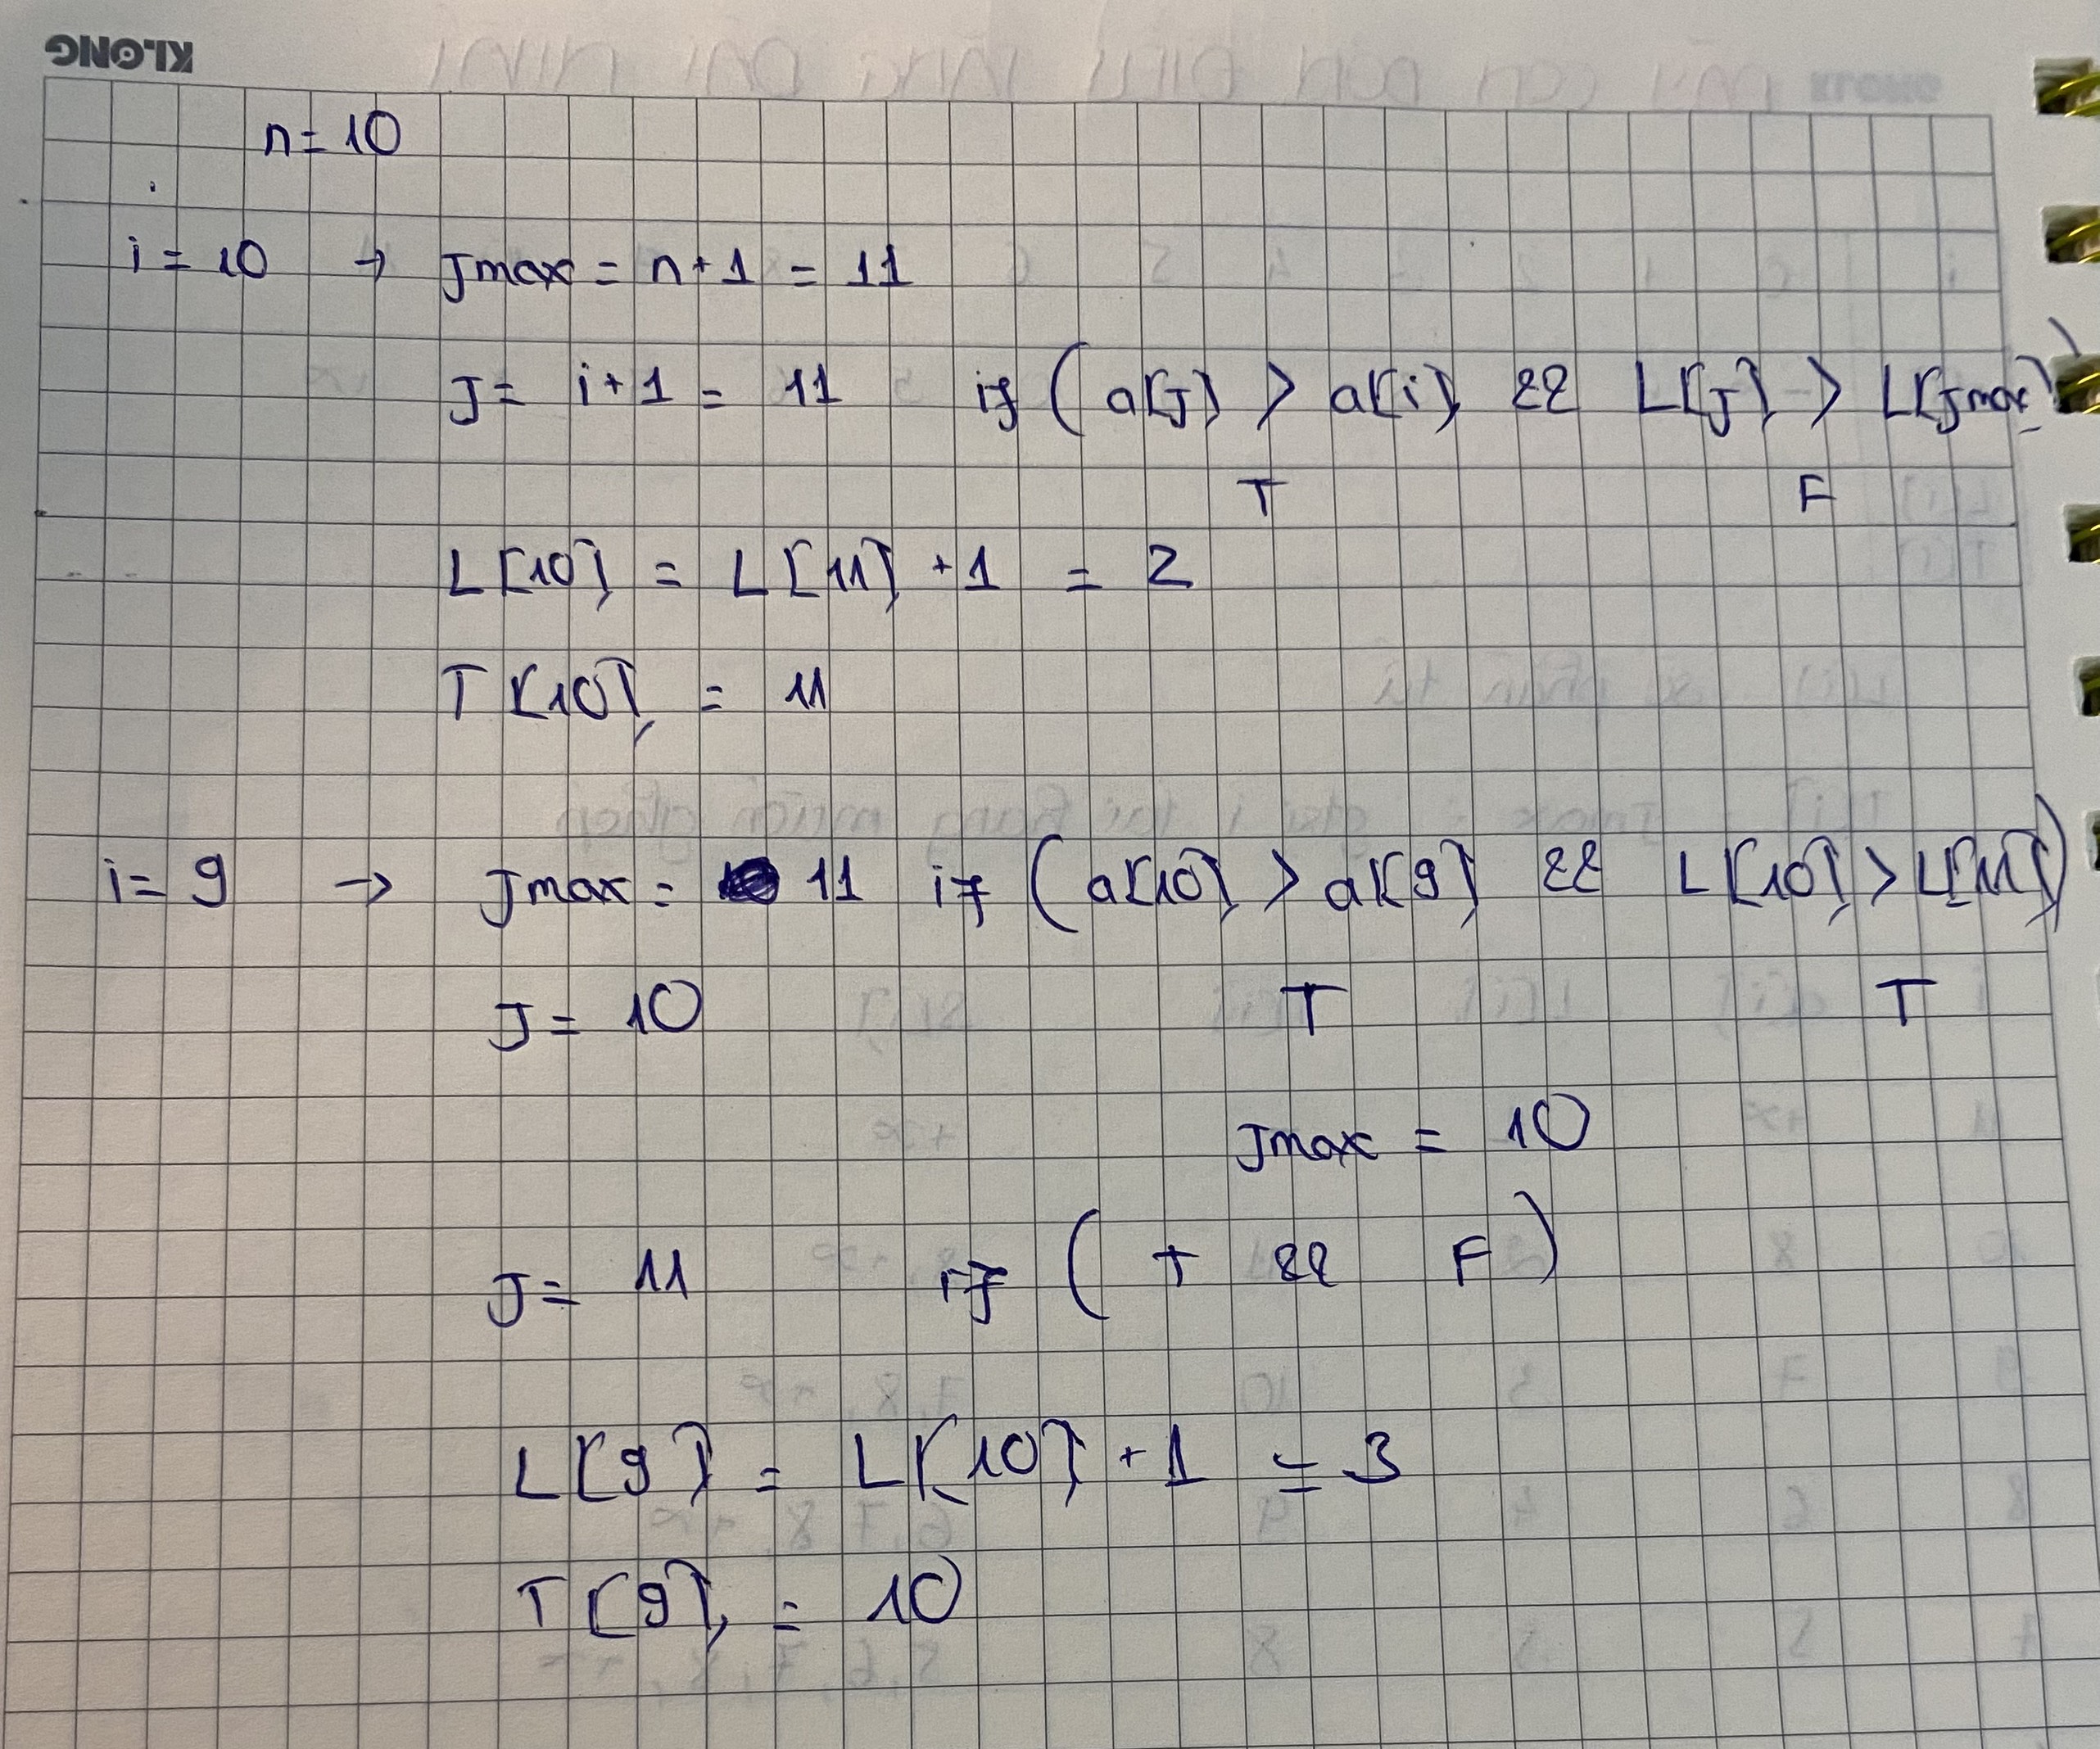 KLONG
n = 10
i = 10 → Jmax = n+1 = 11
J = i+1 = 11 if ( a[J] > a[i] && L[J] > L[Jmax])
T F
L[10] = L[11] + 1 = 2
T[10] = 11
i = 9 → Jmax = 11 if ( a[10] > a[9] && L[10] > L[11])
J = 10 T T
Jmax = 10
J = 11 if ( T && F )
L[9] = L[10] + 1 = 3
T[9] = 10